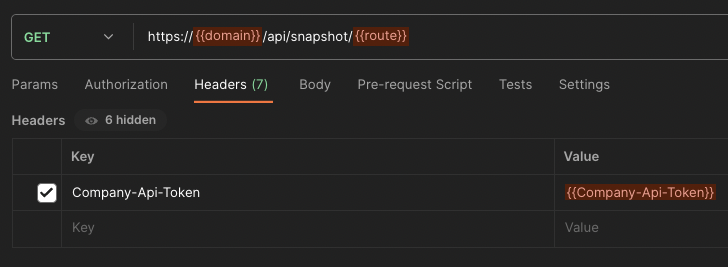 GET https://{{domain}}/api/snapshot/{{route}}
Params Authorization Headers (7) Body Pre-request Script Tests Settings
Headers 6 hidden
Key Value
Company-Api-Token {{Company-Api-Token}}
Key Value